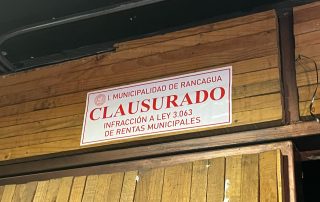 I. MUNICIPALIDAD DE RANCAGUA
CLAUSURADO
INFRACCIÓN A LEY 3.063
DE RENTAS MUNICIPALES